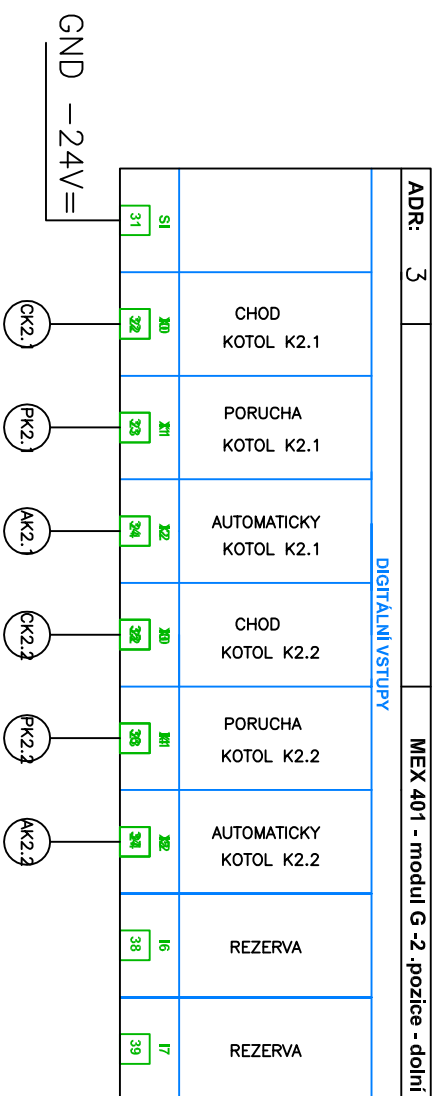 ADR: 3
MEX 401 - modul G -2 .pozice - dolní
DIGITÁLNÍ VSTUPY
CHOD
KOTOL K2.1
PORUCHA
KOTOL K2.1
AUTOMATICKY
KOTOL K2.1
CHOD
KOTOL K2.2
PORUCHA
KOTOL K2.2
AUTOMATICKY
KOTOL K2.2
REZERVA
REZERVA
SI
I6
I7
31
38
39
GND -24V=
CK2.1
PK2.1
AK2.1
CK2.2
PK2.2
AK2.2